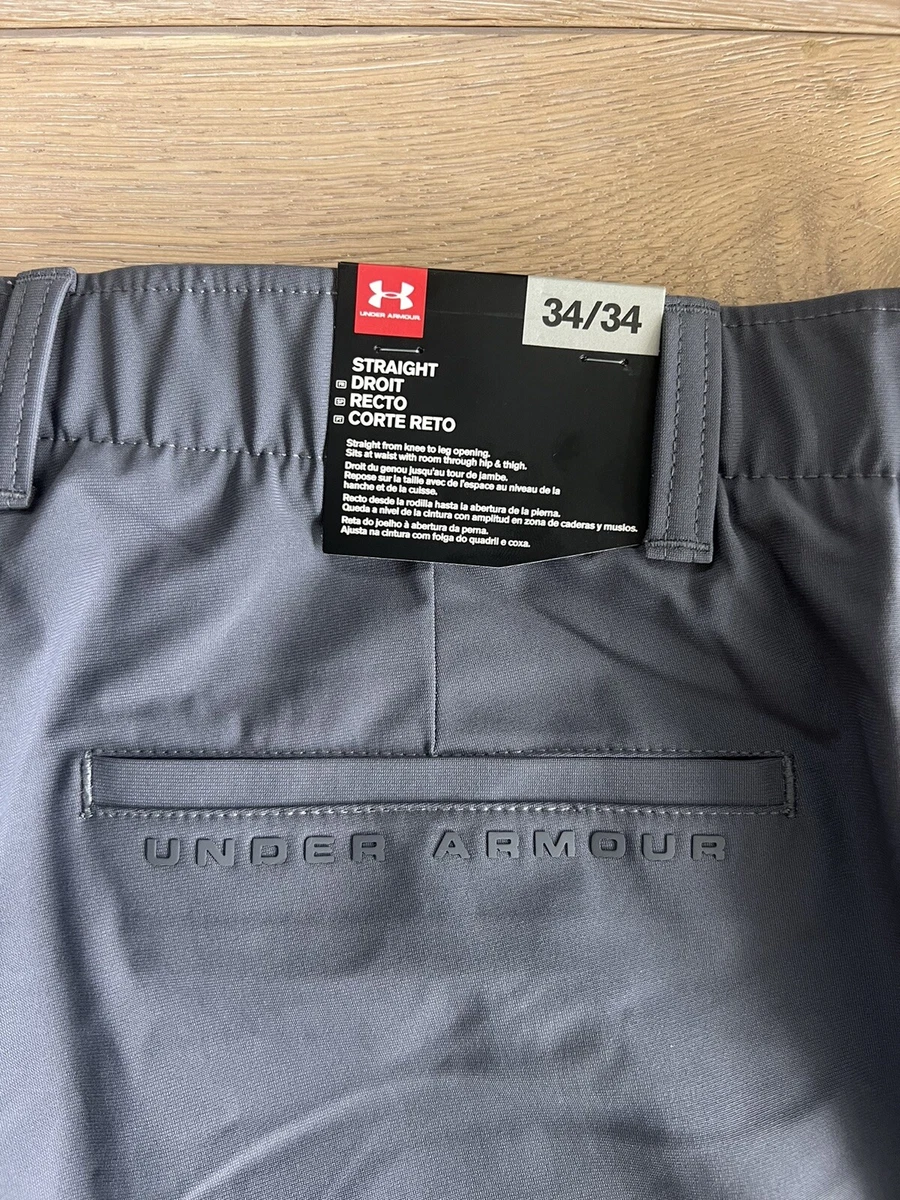 UNDER ARMOUR
34/34
STRAIGHT
FR DROIT
SP RECTO
PT CORTE RETO
Straight from knee to leg opening.
Sits at waist with room through hip & thigh.
Droit du genou jusqu'au tour de jambe.
Repose sur la taille avec de l'espace au niveau de la
hanche et de la cuisse.
Recto desde la rodilla hasta la abertura de la pierna.
Queda a nivel de la cintura con amplitud en zona de caderas y muslos.
Reta do joelho à abertura da perna.
Ajusta na cintura com folga do quadril e coxa.
UNDER ARMOUR